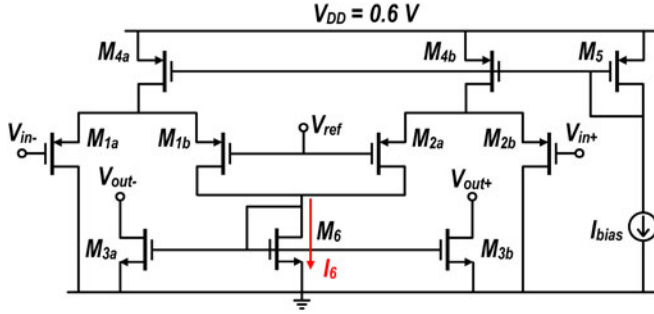 V_DD = 0.6 V
M_4a
M_4b
M_5
V_in-
M_1a
M_1b
V_ref
M_2a
M_2b
V_in+
V_out-
V_out+
M_3a
M_6
I_6
M_3b
I_bias